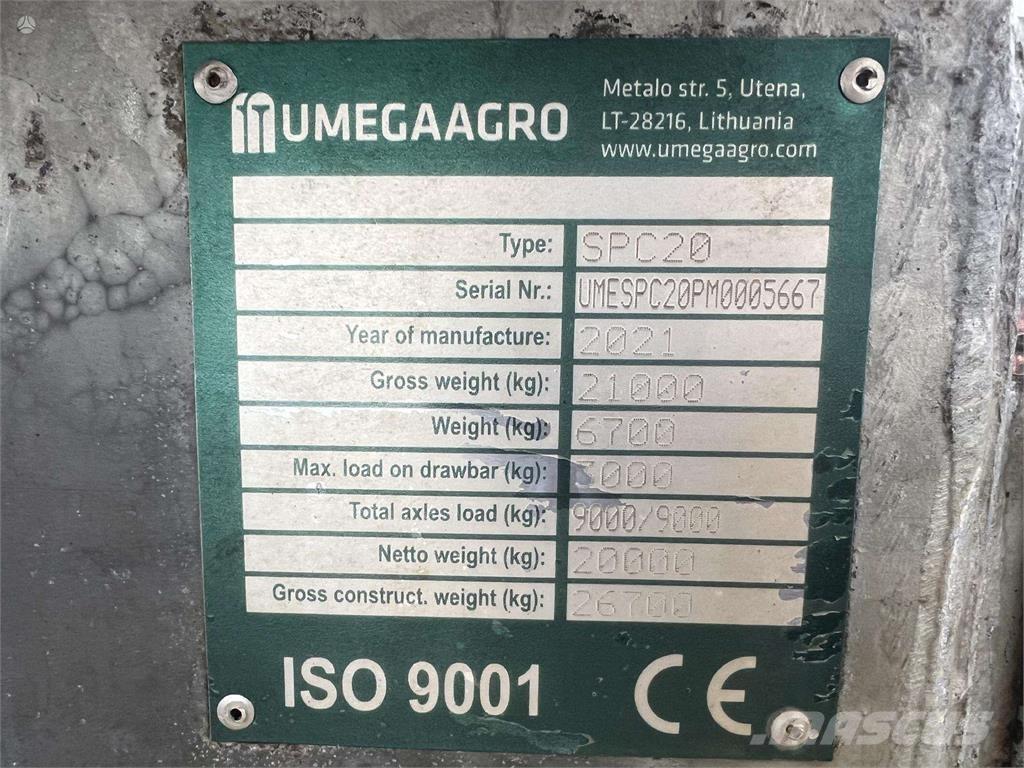 UMEGAAGRO
Metalo str. 5, Utena,
LT-28216, Lithuania
www.umegaagro.com
Type: SPC20
Serial Nr.: UMESPC20PM0005667
Year of manufacture: 2021
Gross weight (kg): 21000
Weight (kg): 6700
Max. load on drawbar (kg): 3000
Total axles load (kg): 9000/9000
Netto weight (kg): 20000
Gross construct. weight (kg): 26700
ISO 9001 CE
MASCUS